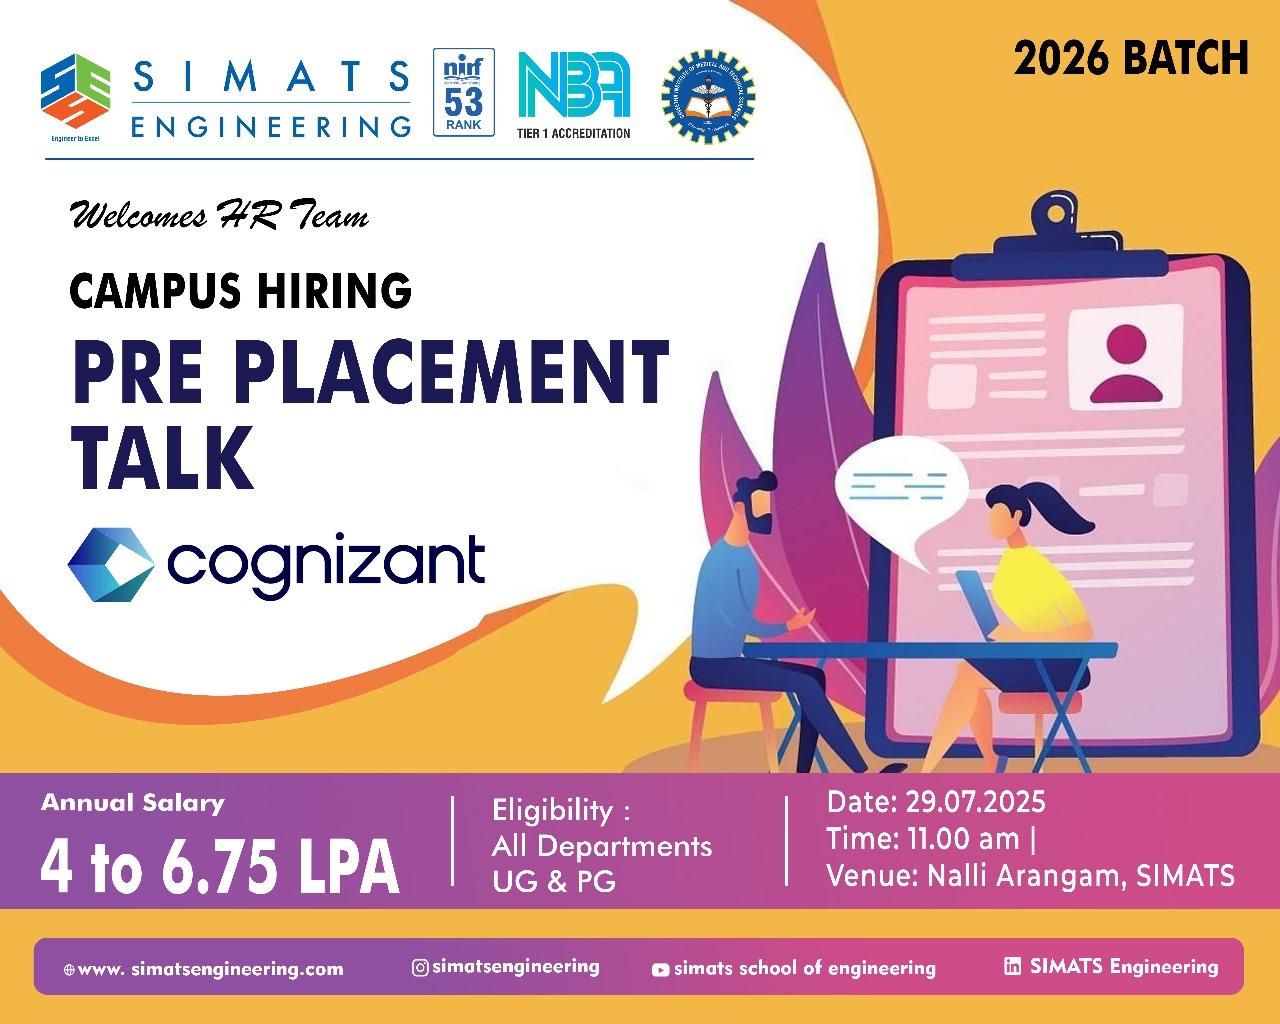 SIMATS
ENGINEERING
Engineer to Excel
nirf
53
RANK
NBA
TIER 1 ACCREDITATION
2026 BATCH
Welcomes HR Team
CAMPUS HIRING
PRE PLACEMENT
TALK
cognizant
Annual Salary
4 to 6.75 LPA
Eligibility :
All Departments
UG & PG
Date: 29.07.2025
Time: 11.00 am |
Venue: Nalli Arangam, SIMATS
www. simatsengineering.com
simatsengineering
simats school of engineering
in SIMATS Engineering